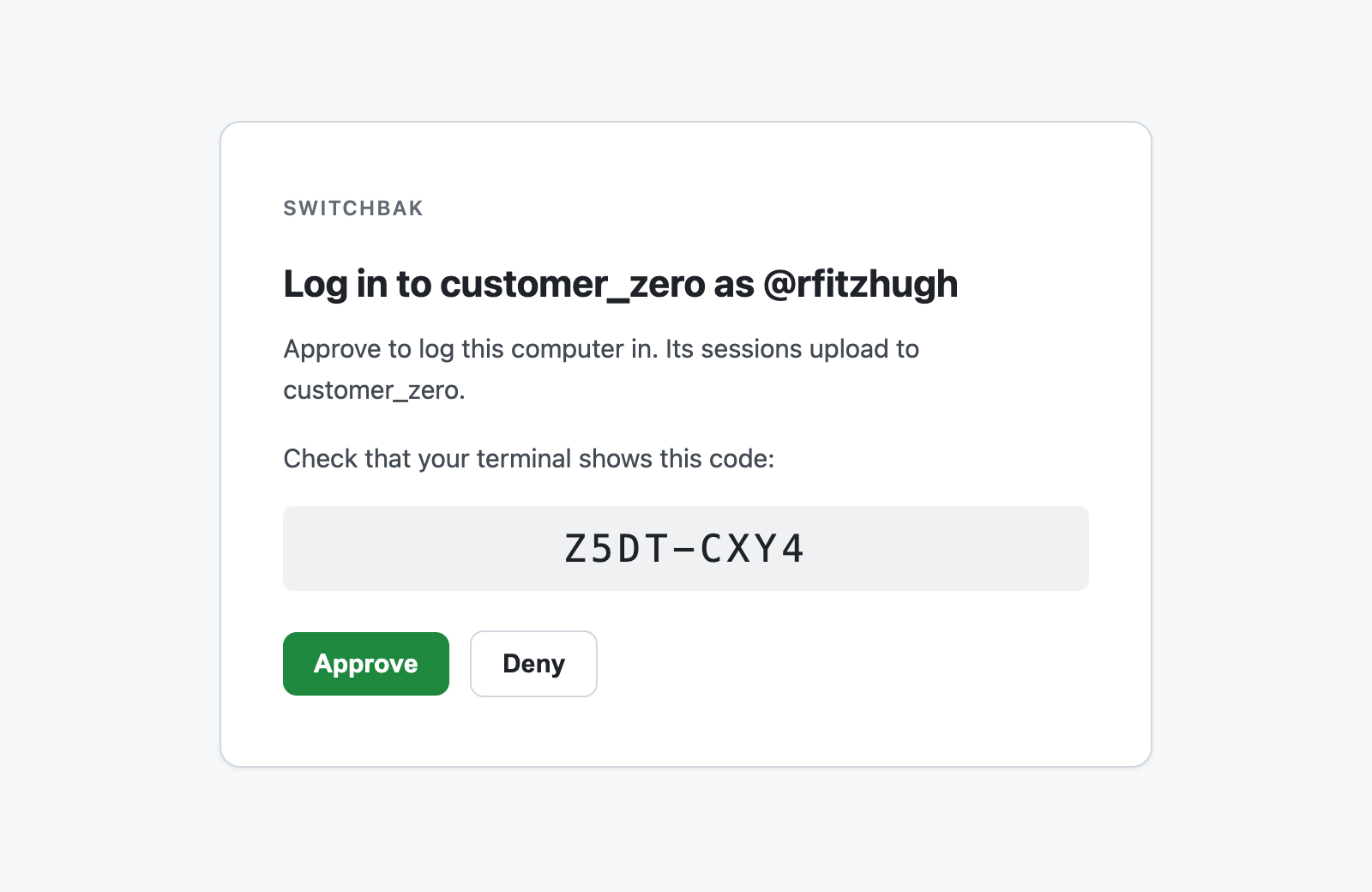 SWITCHBAK
Log in to customer_zero as @rfitzhugh
Approve to log this computer in. Its sessions upload to
customer_zero.
Check that your terminal shows this code:
Z5DT-CXY4
Approve Deny